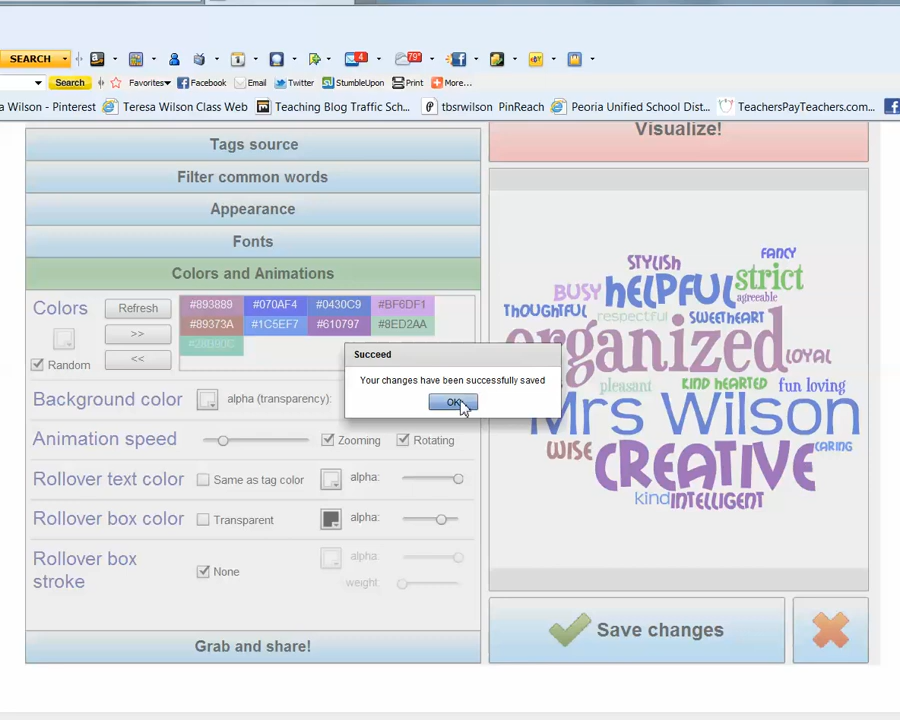 SEARCH
4
79°
Search
Favorites Facebook Email Twitter StumbleUpon Print More...
a Wilson - Pinterest Teresa Wilson Class Web Teaching Blog Traffic Sch... tbsrwilson PinReach Peoria Unified School Dist... TeachersPayTeachers.com...
Tags source
Filter common words
Appearance
Fonts
Colors and Animations
Colors
Refresh
>>
<<
Random
#893889 #070AF4 #0430C9 #BF6DF1
#89373A #1C5EF7 #610797 #8ED2AA
Background color
alpha (transparency):
Animation speed
Zooming
Rotating
Rollover text color
Same as tag color
alpha:
Rollover box color
Transparent
alpha:
Rollover box
stroke
None
alpha:
weight:
Grab and share!
Succeed
Your changes have been successfully saved
OK
Visualize!
STYLISH
FANCY
BUSY
HELPFUL
strict
agreeable
THOUGHTFUL
respectful
SWEETHEART
organized
LOYAL
pleasant
KIND HEARTED
fun loving
Mrs Wilson
WISE
CREATIVE
CARING
kind
INTELLIGENT
Save changes